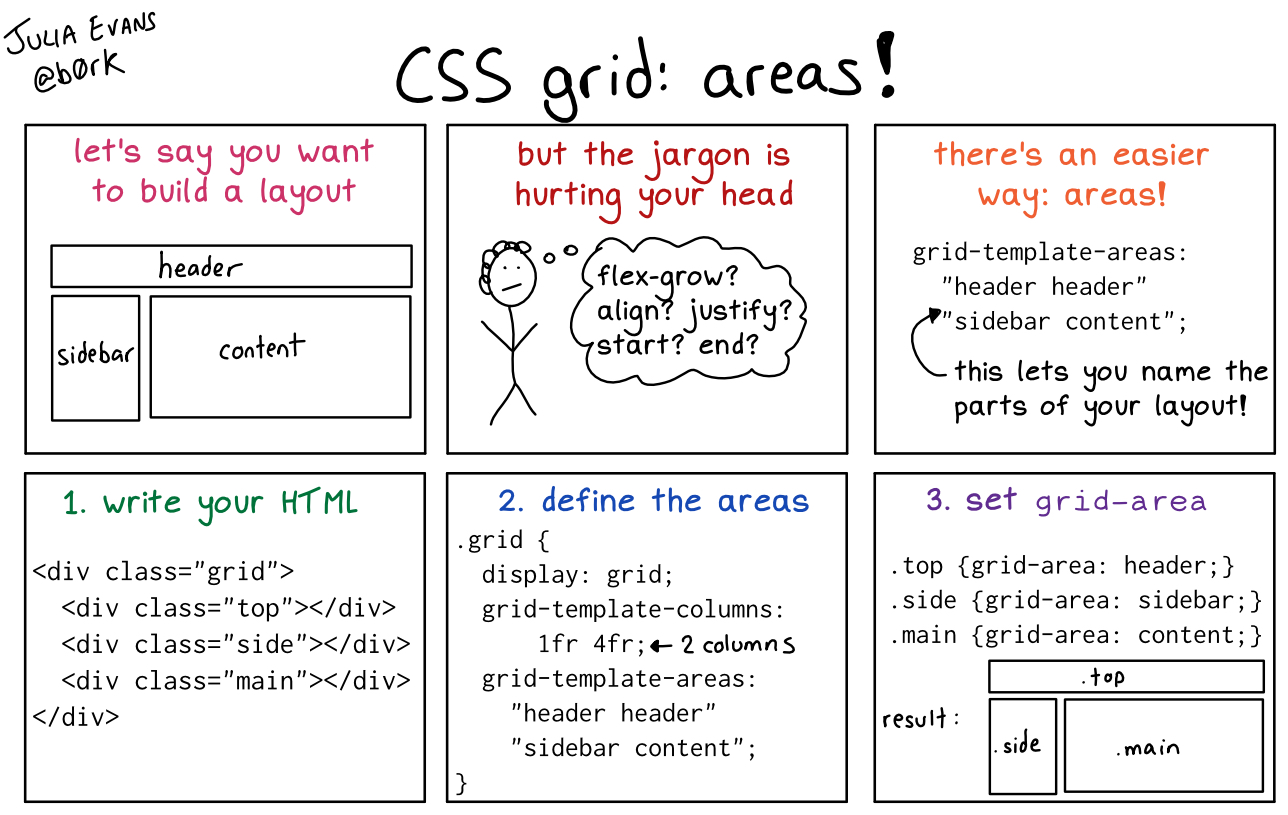 JULIA EVANS
@b0rk
CSS grid: areas!
let's say you want
to build a layout
header
sidebar
content
but the jargon is
hurting your head
flex-grow?
align? justify?
start? end?
there's an easier
way: areas!
grid-template-areas:
"header header"
"sidebar content";
this lets you name the
parts of your layout!
1. write your HTML
<div class="grid">
<div class="top"></div>
<div class="side"></div>
<div class="main"></div>
</div>
2. define the areas
.grid {
display: grid;
grid-template-columns:
1fr 4fr; ← 2 columns
grid-template-areas:
"header header"
"sidebar content";
}
3. set grid-area
.top {grid-area: header;}
.side {grid-area: sidebar;}
.main {grid-area: content;}
result:
.top
.side
.main